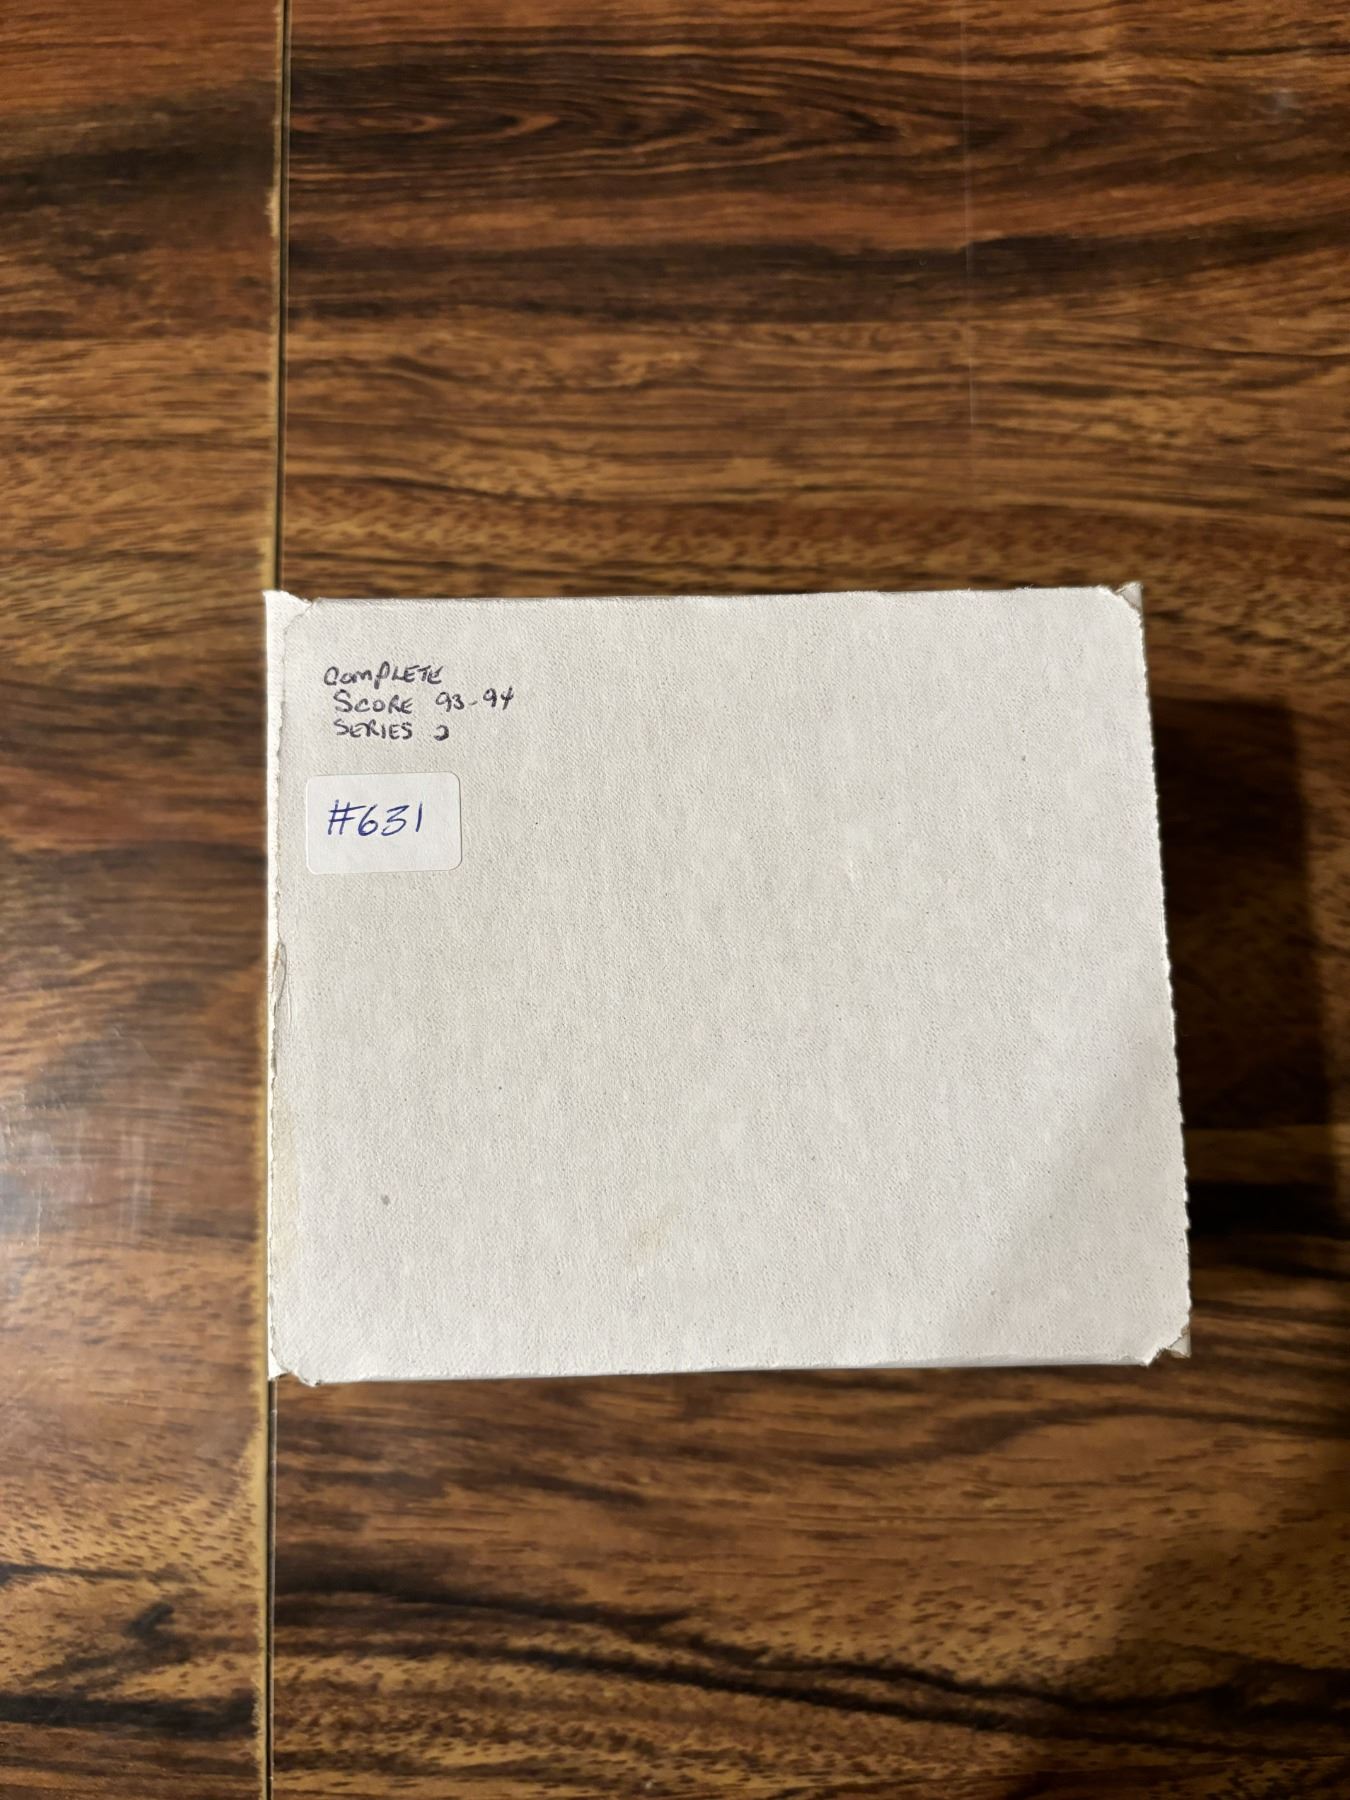 COMPLETE
SCORE 93-94
SERIES 2
#631